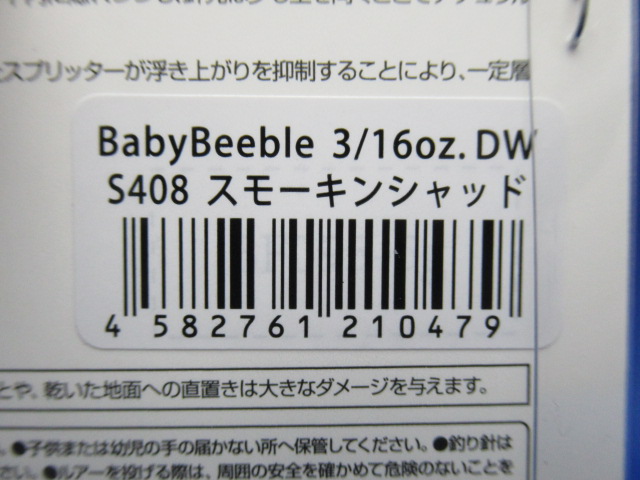 スプリッターが浮き上がりを抑制することにより、一定層
BabyBeeble 3/16oz. DW
S408 スモーキンシャッド
4 582761 210479
とや、乾いた地面への直置きは大きなダメージを与えます。
●子供または幼児の手の届かない所へ保管してください。●釣り針は
さい。●ルアーを投げる際は、周囲の安全を確かめて危険のないことを